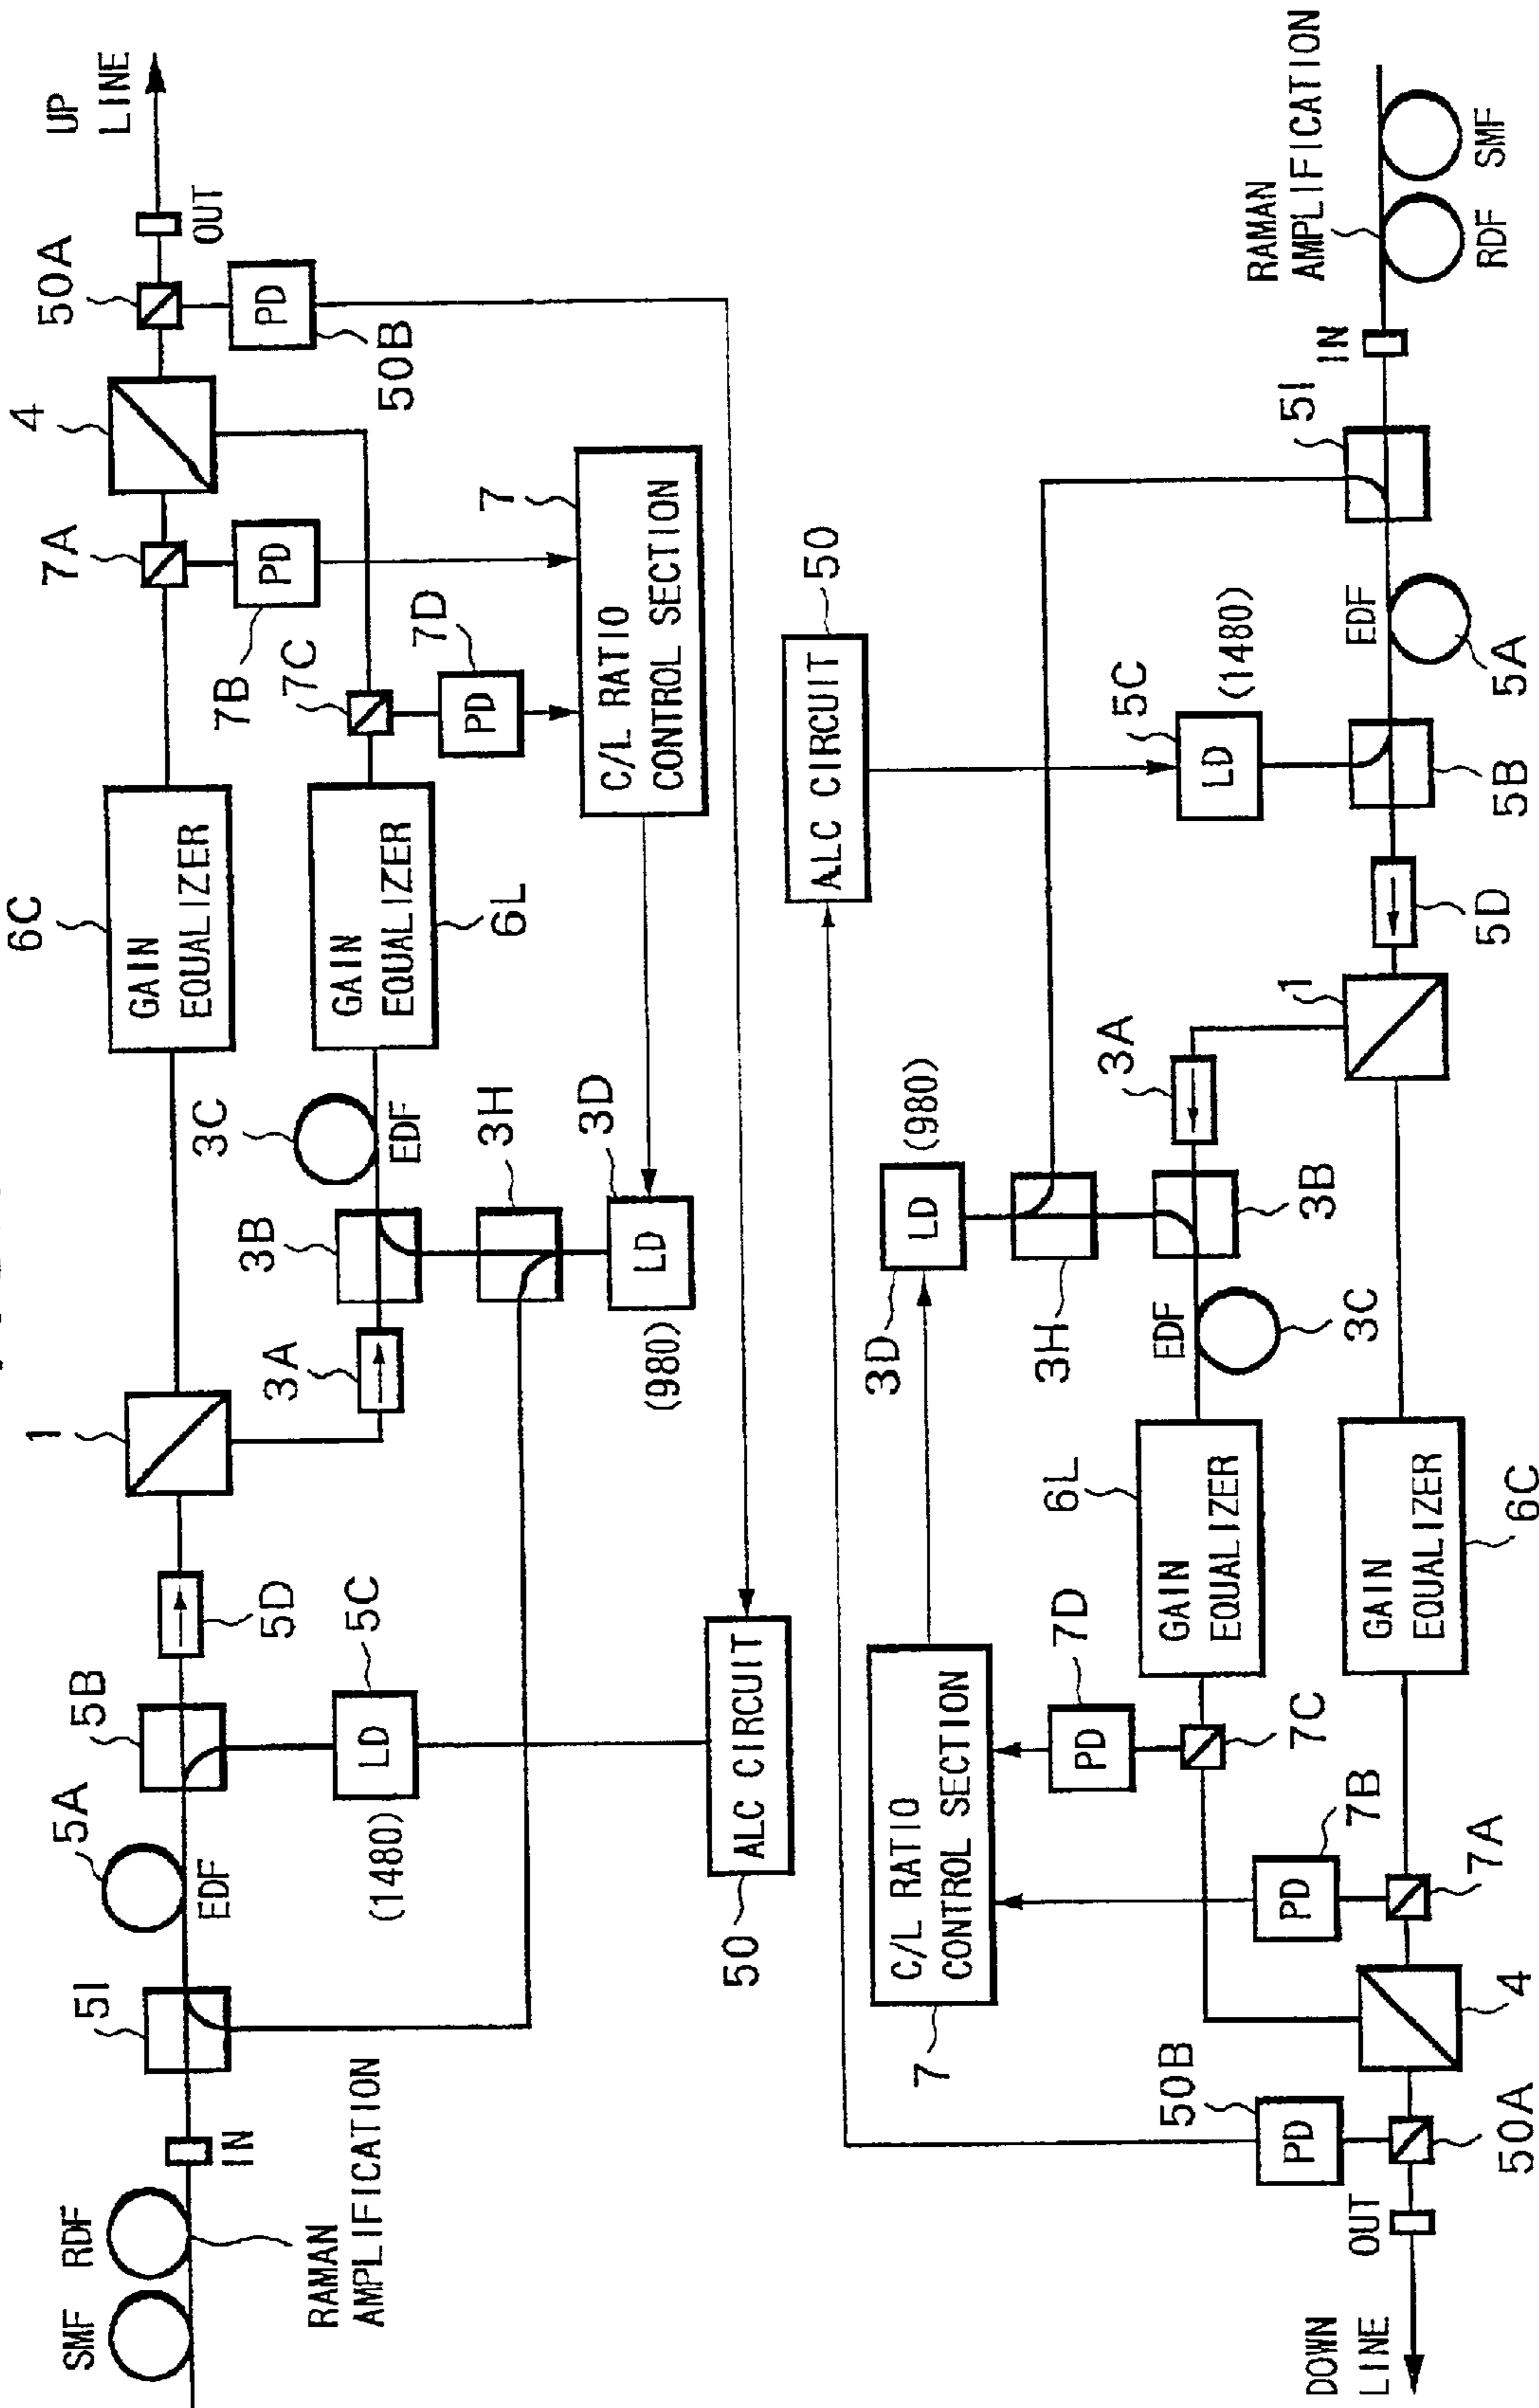 UP
LINE
OUT
50A
PD
50B
4
7A
PD
7B
7
C/L RATIO
CONTROL SECTION
7C
7D
PD
6C
GAIN
EQUALIZER
GAIN
EQUALIZER
6L
3C
EDF
3B
3H
3D
LD
(980)
3A
1
5D
5B
5C
LD
(1480)
5A
EDF
ALC CIRCUIT
50
5I
IN
RDF
SMF
RAMAN
AMPLIFICATION
RAMAN
AMPLIFICATION
SMF
RDF
IN
5I
50
ALC CIRCUIT
5C
LD
(1480)
EDF
5A
5B
5D
1
3A
3D
LD
(980)
3H
3B
EDF
3C
6L
GAIN
EQUALIZER
GAIN
EQUALIZER
6C
C/L RATIO
CONTROL SECTION
7
7D
PD
7C
7B
PD
7A
4
50B
PD
50A
OUT
DOWN
LINE